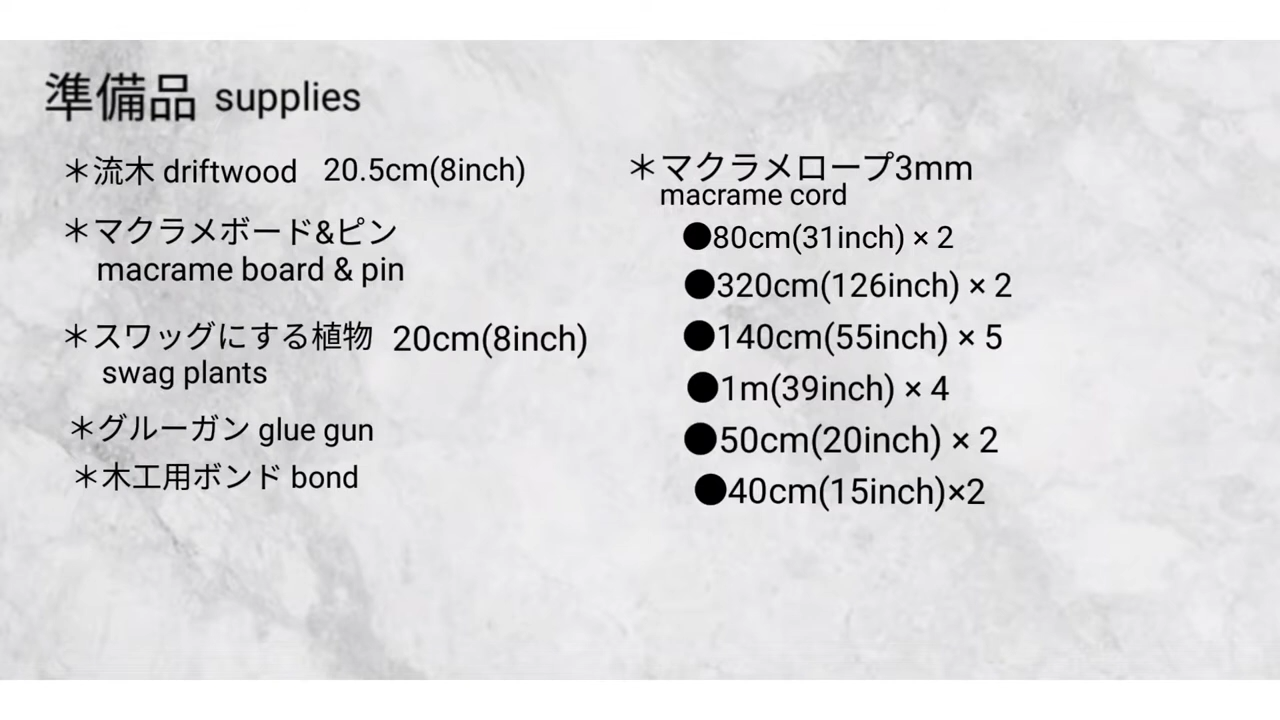 準備品 supplies
＊流木 driftwood 20.5cm(8inch)
＊マクラメボード&ピン
macrame board & pin
＊スワッグにする植物 20cm(8inch)
swag plants
＊グルーガン glue gun
＊木工用ボンド bond
＊マクラメロープ3mm
macrame cord
●80cm(31inch) × 2
●320cm(126inch) × 2
●140cm(55inch) × 5
●1m(39inch) × 4
●50cm(20inch) × 2
●40cm(15inch)×2